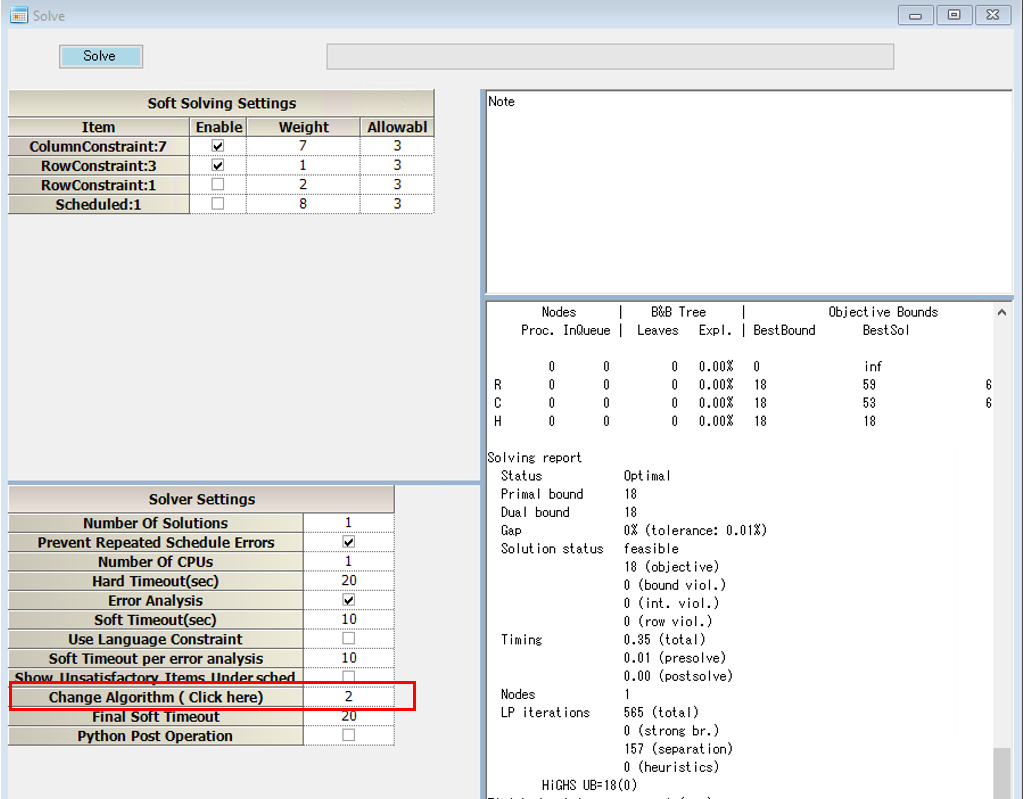 Solve
Solve
Soft Solving Settings
Item Enable Weight Allowabl
ColumnConstraint:7 7 3
RowConstraint:3 1 3
RowConstraint:1 2 3
Scheduled:1 8 3
Solver Settings
Number Of Solutions 1
Prevent Repeated Schedule Errors
Number Of CPUs 1
Hard Timeout(sec) 20
Error Analysis
Soft Timeout(sec) 10
Use Language Constraint
Soft Timeout per error analysis 10
Show Unsatisfactory Items Under sched
Change Algorithm ( Click here) 2
Final Soft Timeout 20
Python Post Operation
Note
Nodes | B&B Tree | Objective Bounds
Proc. InQueue | Leaves Expl. | BestBound BestSol
0 0 0 0.00% 0 inf
R 0 0 0 0.00% 18 59 6
C 0 0 0 0.00% 18 53 6
H 0 0 0 0.00% 18 18
Solving report
Status Optimal
Primal bound 18
Dual bound 18
Gap 0% (tolerance: 0.01%)
Solution status feasible
18 (objective)
0 (bound viol.)
0 (int. viol.)
0 (row viol.)
Timing 0.35 (total)
0.01 (presolve)
0.00 (postsolve)
Nodes 1
LP iterations 565 (total)
0 (strong br.)
157 (separation)
0 (heuristics)
HiGHS UB=18(0)